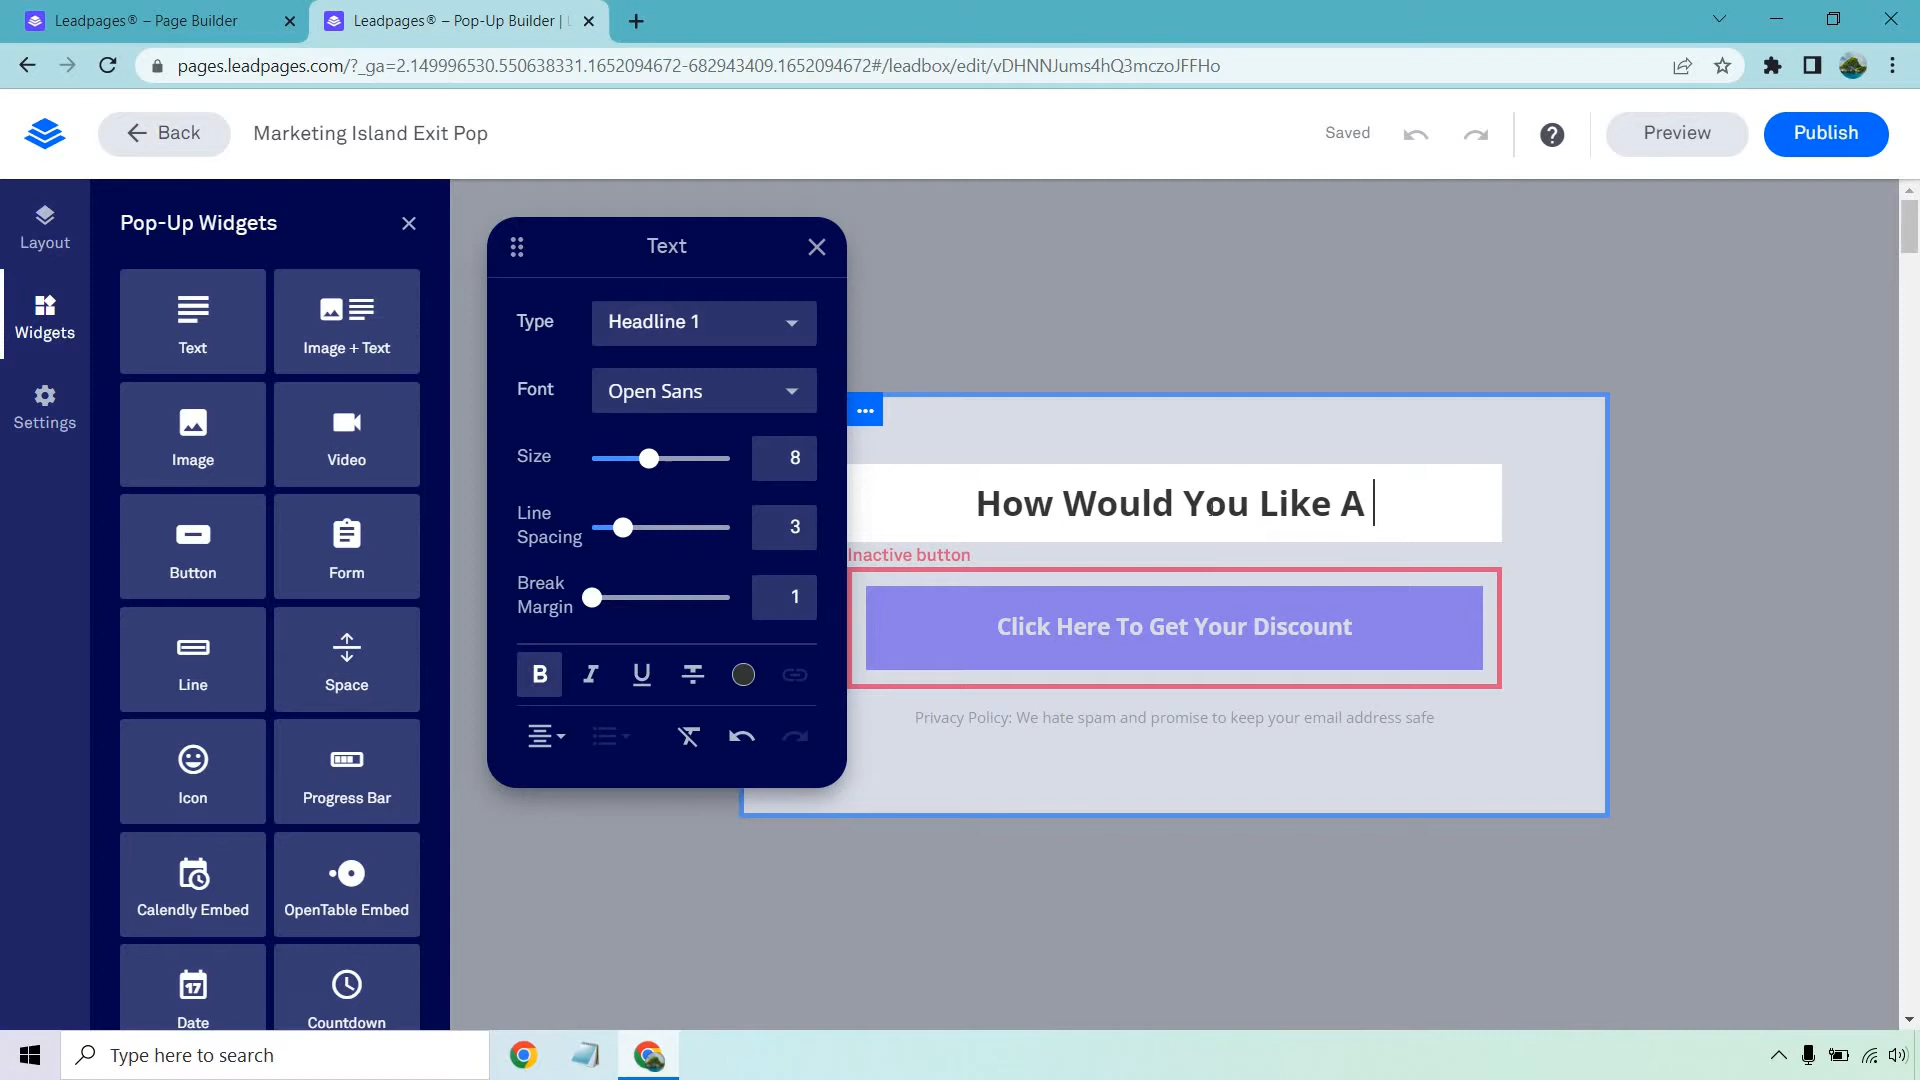 Leadpages® – Page Builder
Leadpages® – Pop-Up Builder | L
pages.leadpages.com/?_ga=2.149996530.550638331.1652094672-682943409.1652094672#/leadbox/edit/vDHNNJums4hQ3mczoJFFHo
Back
Marketing Island Exit Pop
Saved
Preview
Publish
Layout
Widgets
Settings
Pop-Up Widgets
Text
Image + Text
Image
Video
Button
Form
Line
Space
Icon
Progress Bar
Calendly Embed
OpenTable Embed
17
Date
Countdown
Text
Type
Headline 1
Font
Open Sans
Size
8
Line
Spacing
3
Break
Margin
1
B
How Would You Like A
Inactive button
Click Here To Get Your Discount
Privacy Policy: We hate spam and promise to keep your email address safe
Type here to search